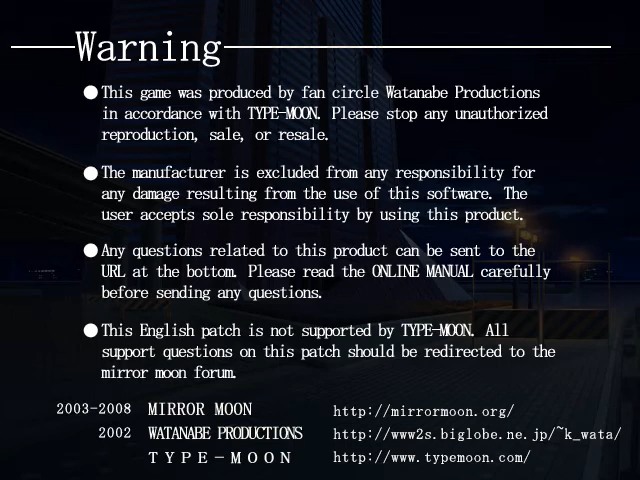 Warning
●This game was produced by fan circle Watanabe Productions
in accordance with TYPE-MOON. Please stop any unauthorized
reproduction, sale, or resale.
●The manufacturer is excluded from any responsibility for
any damage resulting from the use of this software. The
user accepts sole responsibility by using this product.
●Any questions related to this product can be sent to the
URL at the bottom. Please read the ONLINE MANUAL carefully
before sending any questions.
●This English patch is not supported by TYPE-MOON. All
support questions on this patch should be redirected to the
mirror moon forum.
2003-2008 MIRROR MOON http://mirrormoon.org/
2002 WATANABE PRODUCTIONS http://www2s.biglobe.ne.jp/~k_wata/
TYPE-MOON http://www.typemoon.com/